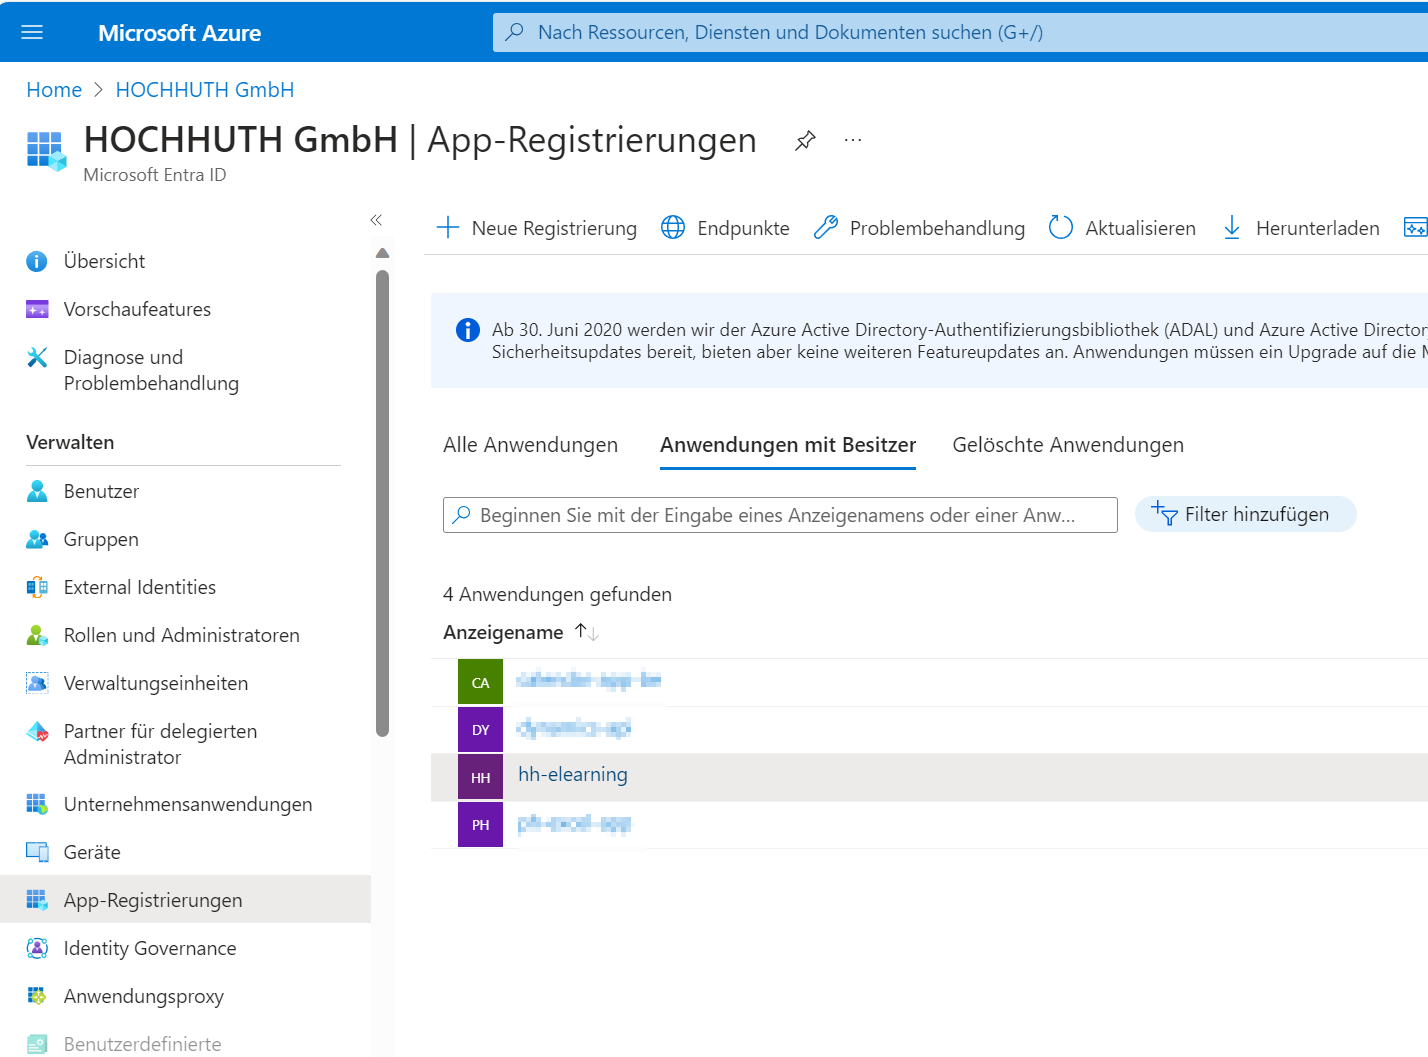 Microsoft Azure
Nach Ressourcen, Diensten und Dokumenten suchen (G+/)
Home > HOCHHUTH GmbH
HOCHHUTH GmbH | App-Registrierungen
Microsoft Entra ID
Übersicht
Vorschaufeatures
Diagnose und
Problembehandlung
Verwalten
Benutzer
Gruppen
External Identities
Rollen und Administratoren
Verwaltungseinheiten
Partner für delegierten
Administrator
Unternehmensanwendungen
Geräte
App-Registrierungen
Identity Governance
Anwendungsproxy
Benutzerdefinierte
Neue Registrierung Endpunkte Problembehandlung Aktualisieren Herunterladen
Ab 30. Juni 2020 werden wir der Azure Active Directory-Authentifizierungsbibliothek (ADAL) und Azure Active Directory
Sicherheitsupdates bereit, bieten aber keine weiteren Featureupdates an. Anwendungen müssen ein Upgrade auf die
Alle Anwendungen Anwendungen mit Besitzer Gelöschte Anwendungen
Beginnen Sie mit der Eingabe eines Anzeigenamens oder einer Anw...
Filter hinzufügen
4 Anwendungen gefunden
Anzeigename
CA
DY
HH hh-elearning
PH